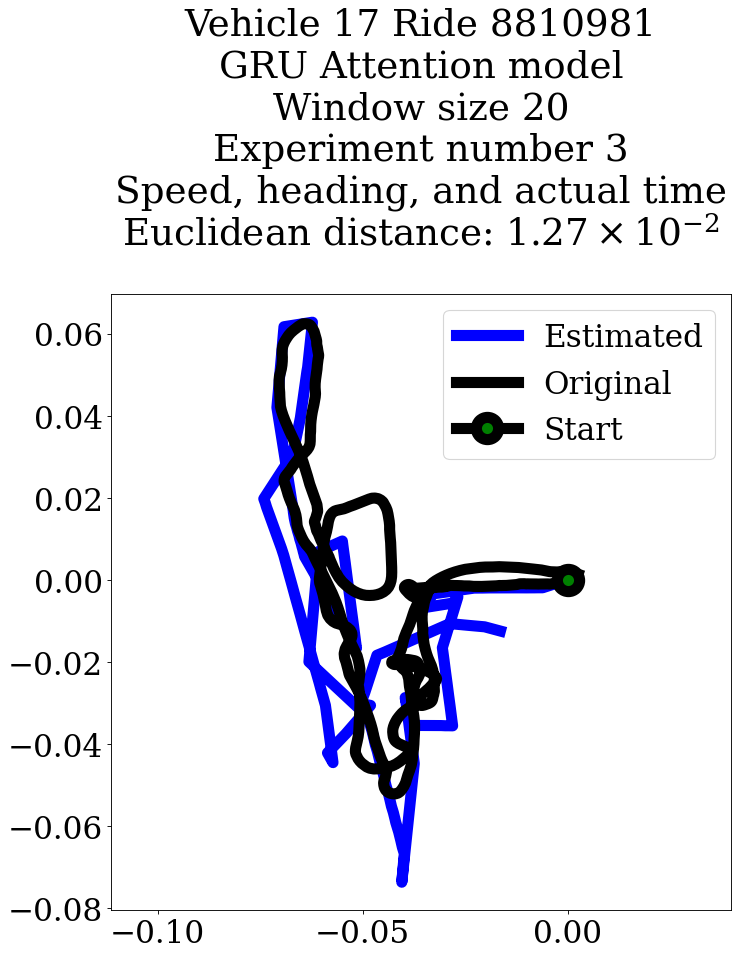 Vehicle 17 Ride 8810981
GRU Attention model
Window size 20
Experiment number 3
Speed, heading, and actual time
Euclidean distance: 1.27 × 10⁻²
Estimated
Original
Start
0.06
0.04
0.02
0.00
−0.02
−0.04
−0.06
−0.08
−0.10
−0.05
0.00